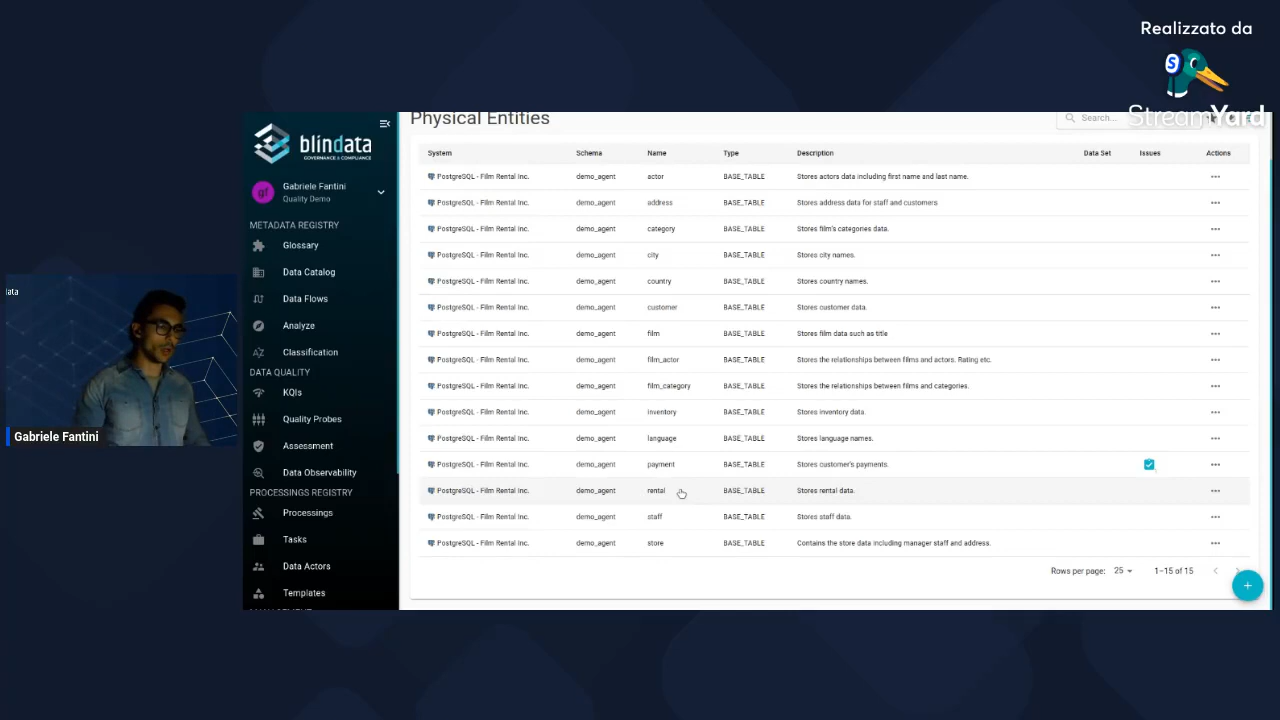 Realizzato da
StreamYard
data
Gabriele Fantini
blindata
GOVERNANCE & COMPLIANCE
gf
Gabriele Fantini
Quality Demo
METADATA REGISTRY
Glossary
Data Catalog
Data Flows
Analyze
Classification
DATA QUALITY
KQIs
Quality Probes
Assessment
Data Observability
PROCESSINGS REGISTRY
Processings
Tasks
Data Actors
Templates
Physical Entities
Search...
System Schema Name Type Description Data Set Issues Actions
PostgreSQL - Film Rental Inc. demo_agent actor BASE_TABLE Stores actors data including first name and last name.
PostgreSQL - Film Rental Inc. demo_agent address BASE_TABLE Stores address data for staff and customers
PostgreSQL - Film Rental Inc. demo_agent category BASE_TABLE Stores film's categories data.
PostgreSQL - Film Rental Inc. demo_agent city BASE_TABLE Stores city names.
PostgreSQL - Film Rental Inc. demo_agent country BASE_TABLE Stores country names.
PostgreSQL - Film Rental Inc. demo_agent customer BASE_TABLE Stores customer data.
PostgreSQL - Film Rental Inc. demo_agent film BASE_TABLE Stores film data such as title
PostgreSQL - Film Rental Inc. demo_agent film_actor BASE_TABLE Stores the relationships between films and actors. Rating etc.
PostgreSQL - Film Rental Inc. demo_agent film_category BASE_TABLE Stores the relationships between films and categories.
PostgreSQL - Film Rental Inc. demo_agent inventory BASE_TABLE Stores inventory data.
PostgreSQL - Film Rental Inc. demo_agent language BASE_TABLE Stores language names.
PostgreSQL - Film Rental Inc. demo_agent payment BASE_TABLE Stores customer's payments.
PostgreSQL - Film Rental Inc. demo_agent rental BASE_TABLE Stores rental data.
PostgreSQL - Film Rental Inc. demo_agent staff BASE_TABLE Stores staff data.
PostgreSQL - Film Rental Inc. demo_agent store BASE_TABLE Contains the store data including manager staff and address.
Rows per page: 25 1–15 of 15